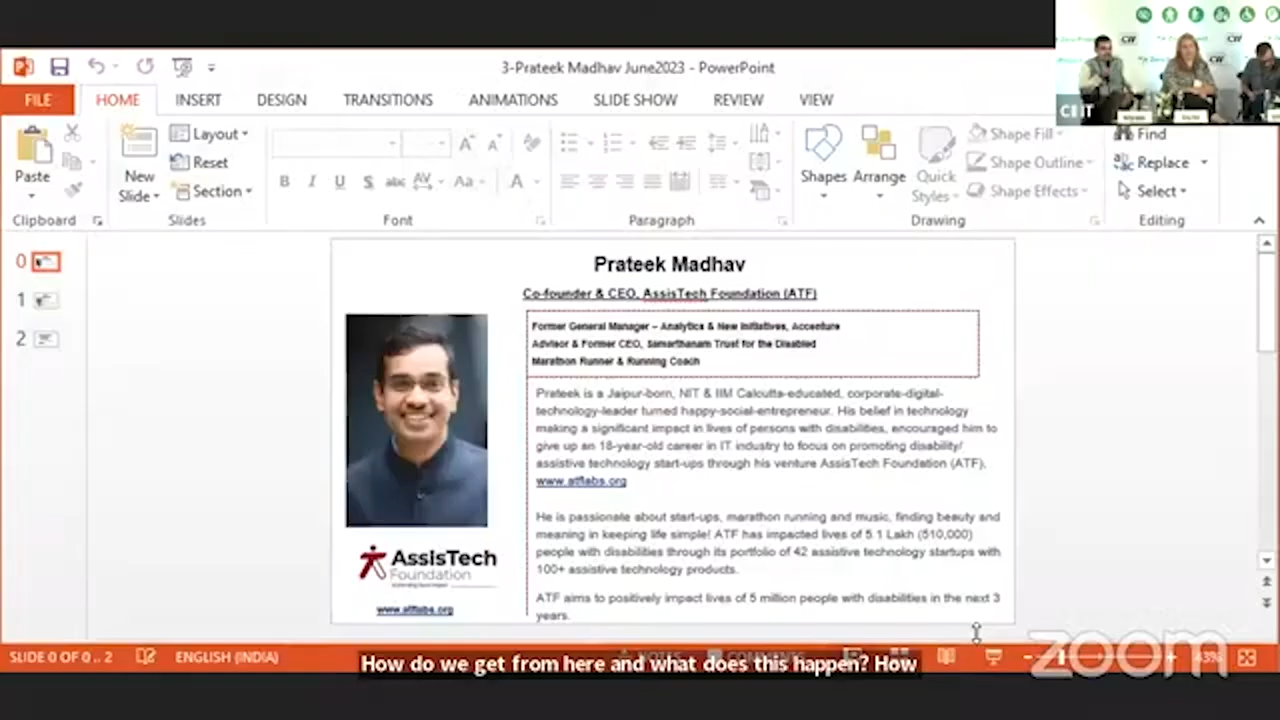 3-Prateek Madhav June2023 - PowerPoint
FILE HOME INSERT DESIGN TRANSITIONS ANIMATIONS SLIDE SHOW REVIEW VIEW
Paste
New Slide
Layout
Reset
Section
B I U S abc AV Aa A
Shapes
Arrange
Quick Styles
Shape Fill
Shape Outline
Shape Effects
Find
Replace
Select
Clipboard Slides Font Paragraph Drawing Editing
CII
0
1
2
Prateek Madhav
Co-founder & CEO, AssisTech Foundation (ATF)
Former General Manager – Analytics & New Initiatives, Accenture
Advisor & Former CEO, Samarthanam Trust for the Disabled
Marathon Runner & Running Coach
Prateek is a Jaipur-born, NIT & IIM Calcutta-educated, corporate-digital-
technology-leader turned happy-social-entrepreneur. His belief in technology
making a significant impact in lives of persons with disabilities, encouraged him to
give up an 18-year-old career in IT industry to focus on promoting disability/
assistive technology start-ups through his venture AssisTech Foundation (ATF),
www.atflabs.org
He is passionate about start-ups, marathon running and music, finding beauty and
meaning in keeping life simple! ATF has impacted lives of 5.1 Lakh (510,000)
people with disabilities through its portfolio of 42 assistive technology startups with
100+ assistive technology products.
ATF aims to positively impact lives of 5 million people with disabilities in the next 3
years.
AssisTech
Foundation
www.atflabs.org
SLIDE 0 OF 0.. 2 ENGLISH (INDIA)
43%
How do we get from here and what does this happen? How
zoom